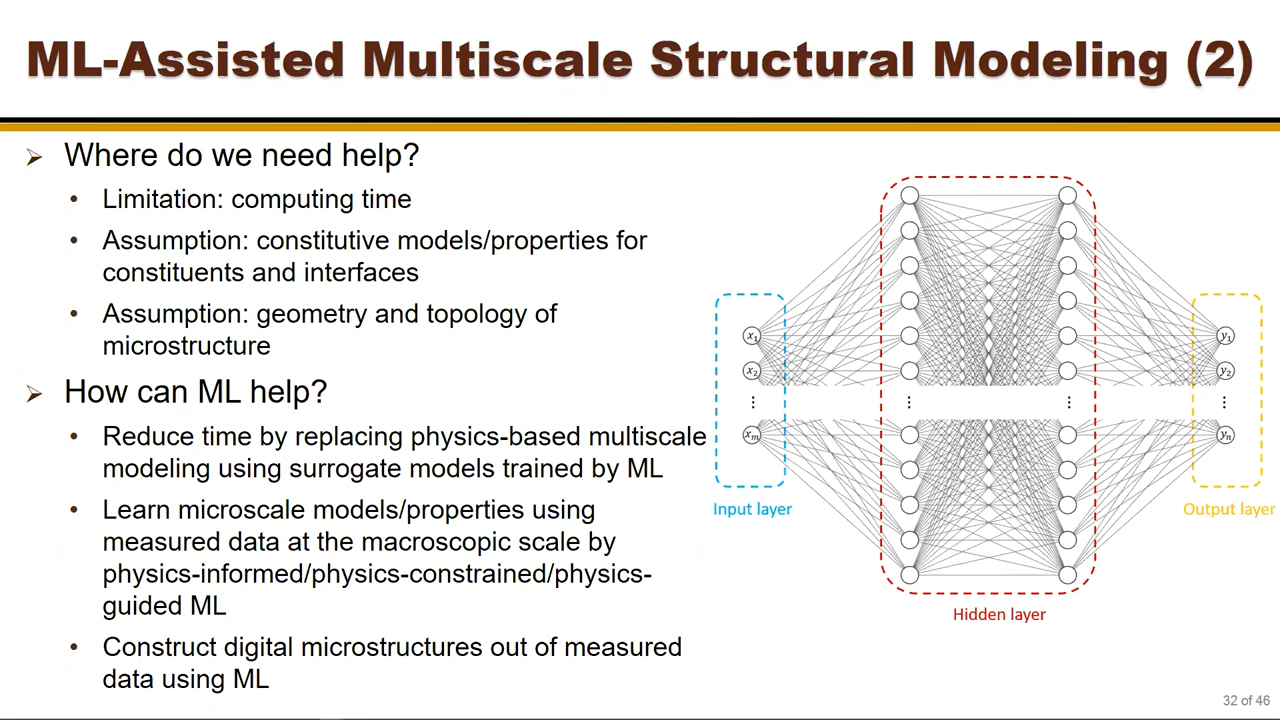 ML-Assisted Multiscale Structural Modeling (2)
➢ Where do we need help?
• Limitation: computing time
• Assumption: constitutive models/properties for
constituents and interfaces
• Assumption: geometry and topology of
microstructure
➢ How can ML help?
• Reduce time by replacing physics-based multiscale
modeling using surrogate models trained by ML
• Learn microscale models/properties using
measured data at the macroscopic scale by
physics-informed/physics-constrained/physics-
guided ML
• Construct digital microstructures out of measured
data using ML
x₁
x₂
⋮
xₘ
Input layer
⋮
⋮
Hidden layer
y₁
y₂
⋮
yₙ
Output layer
32 of 46